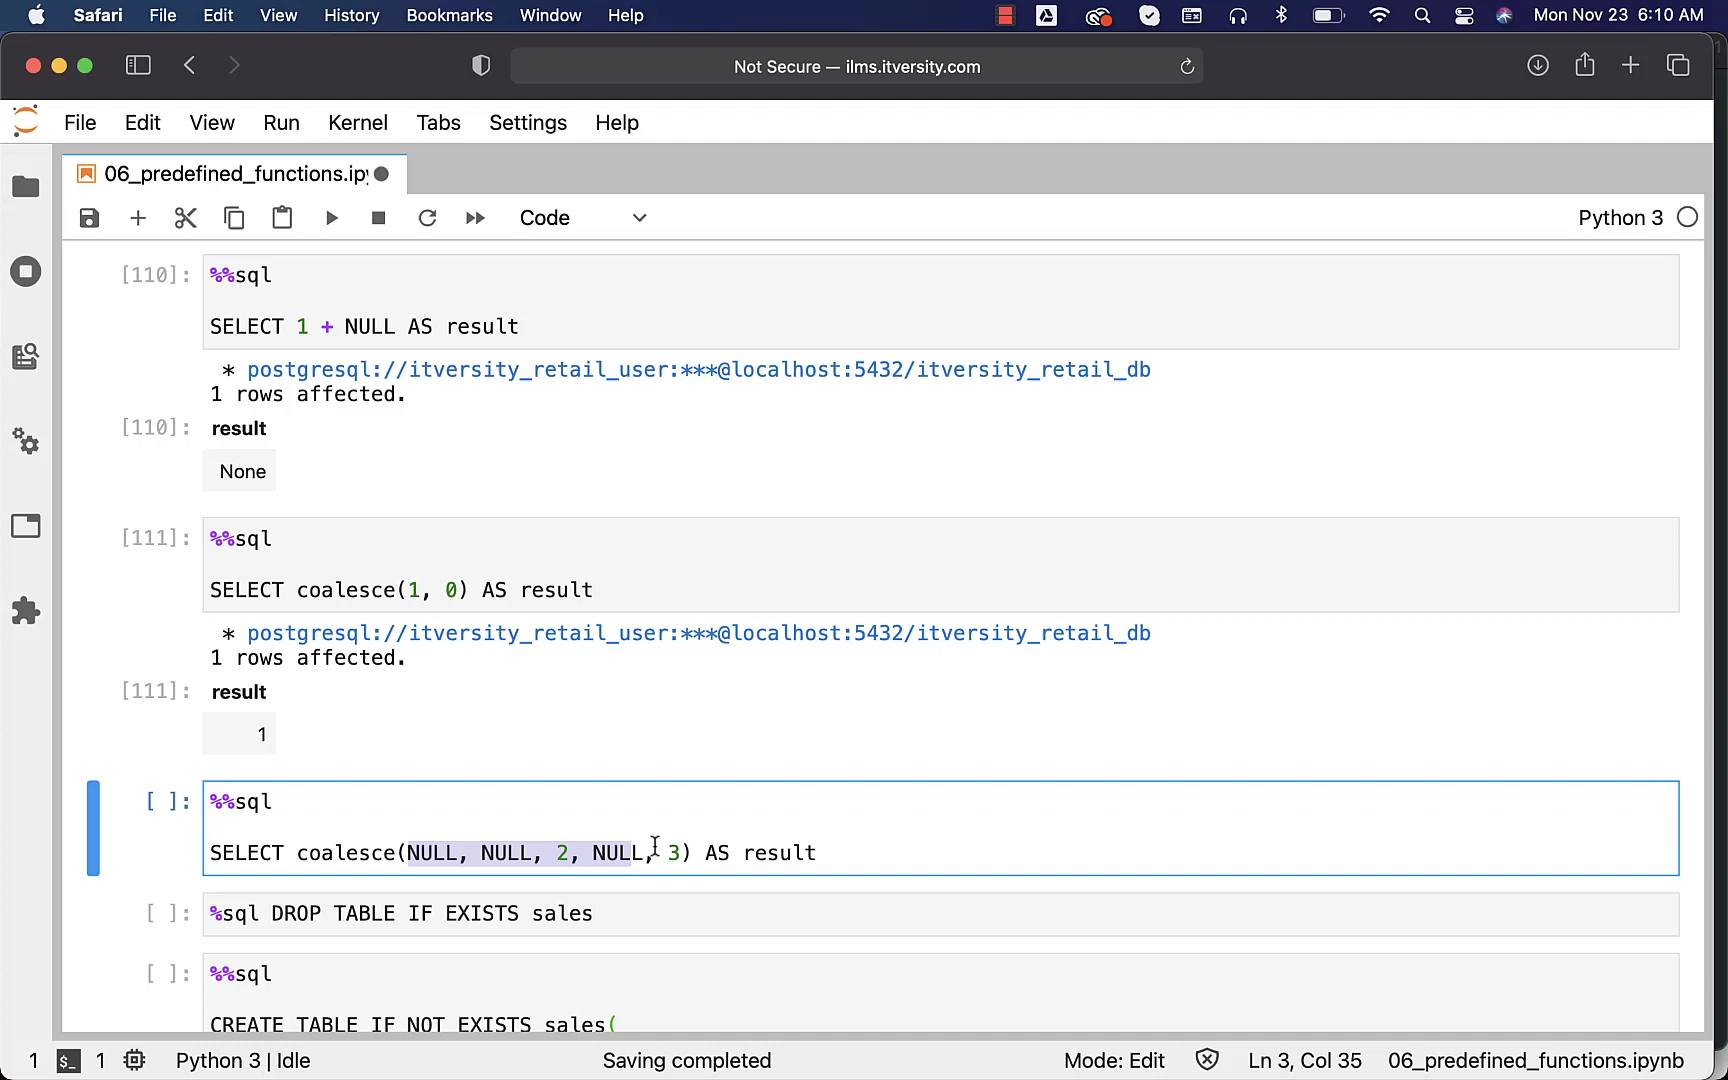 Safari File Edit View History Bookmarks Window Help Mon Nov 23 6:10 AM
Not Secure — ilms.itversity.com
File Edit View Run Kernel Tabs Settings Help
06_predefined_functions.ipy
Code Python 3
[110]: %%sql
SELECT 1 + NULL AS result
* postgresql://itversity_retail_user:***@localhost:5432/itversity_retail_db
1 rows affected.
[110]: result
None
[111]: %%sql
SELECT coalesce(1, 0) AS result
* postgresql://itversity_retail_user:***@localhost:5432/itversity_retail_db
1 rows affected.
[111]: result
1
[ ]: %%sql
SELECT coalesce(NULL, NULL, 2, NULL, 3) AS result
[ ]: %sql DROP TABLE IF EXISTS sales
[ ]: %%sql
CREATE TABLE IF NOT EXISTS sales(
1 $_ 1 Python 3 | Idle Saving completed Mode: Edit Ln 3, Col 35 06_predefined_functions.ipynb